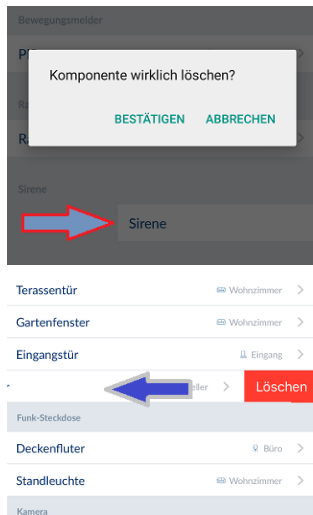 Bewegungsmelder
Komponente wirklich löschen?
BESTÄTIGEN ABBRECHEN
Sirene
Sirene
Terassentür Wohnzimmer
Gartenfenster Wohnzimmer
Eingangstür Eingang
Löschen
Funk-Steckdose
Deckenfluter Büro
Standleuchte Wohnzimmer
Kamera